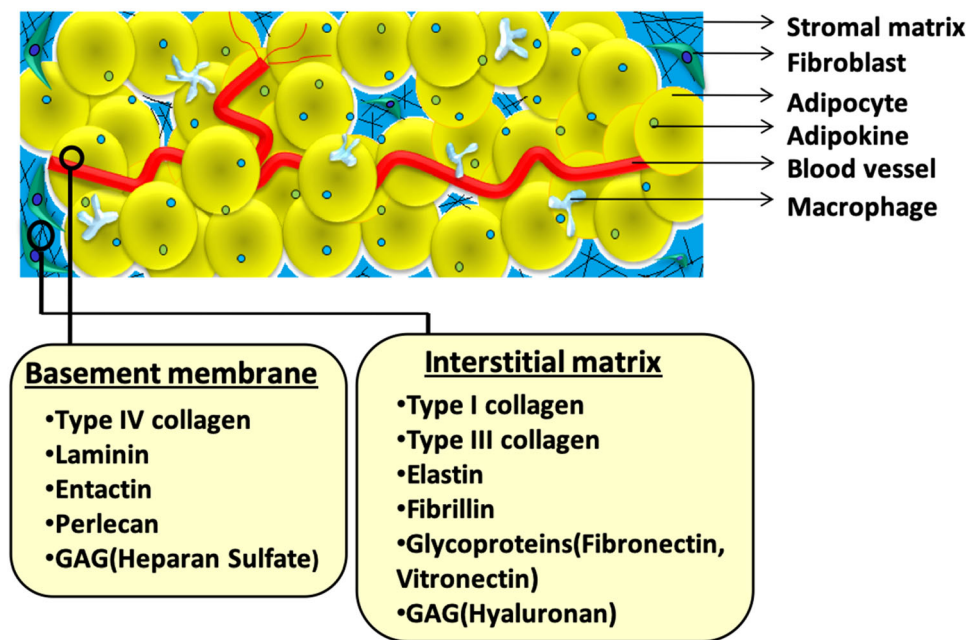 Stromal matrix
Fibroblast
Adipocyte
Adipokine
Blood vessel
Macrophage
Basement membrane
•Type IV collagen
•Laminin
•Entactin
•Perlecan
•GAG(Heparan Sulfate)
Interstitial matrix
•Type I collagen
•Type III collagen
•Elastin
•Fibrillin
•Glycoproteins(Fibronectin,
Vitronectin)
•GAG(Hyaluronan)